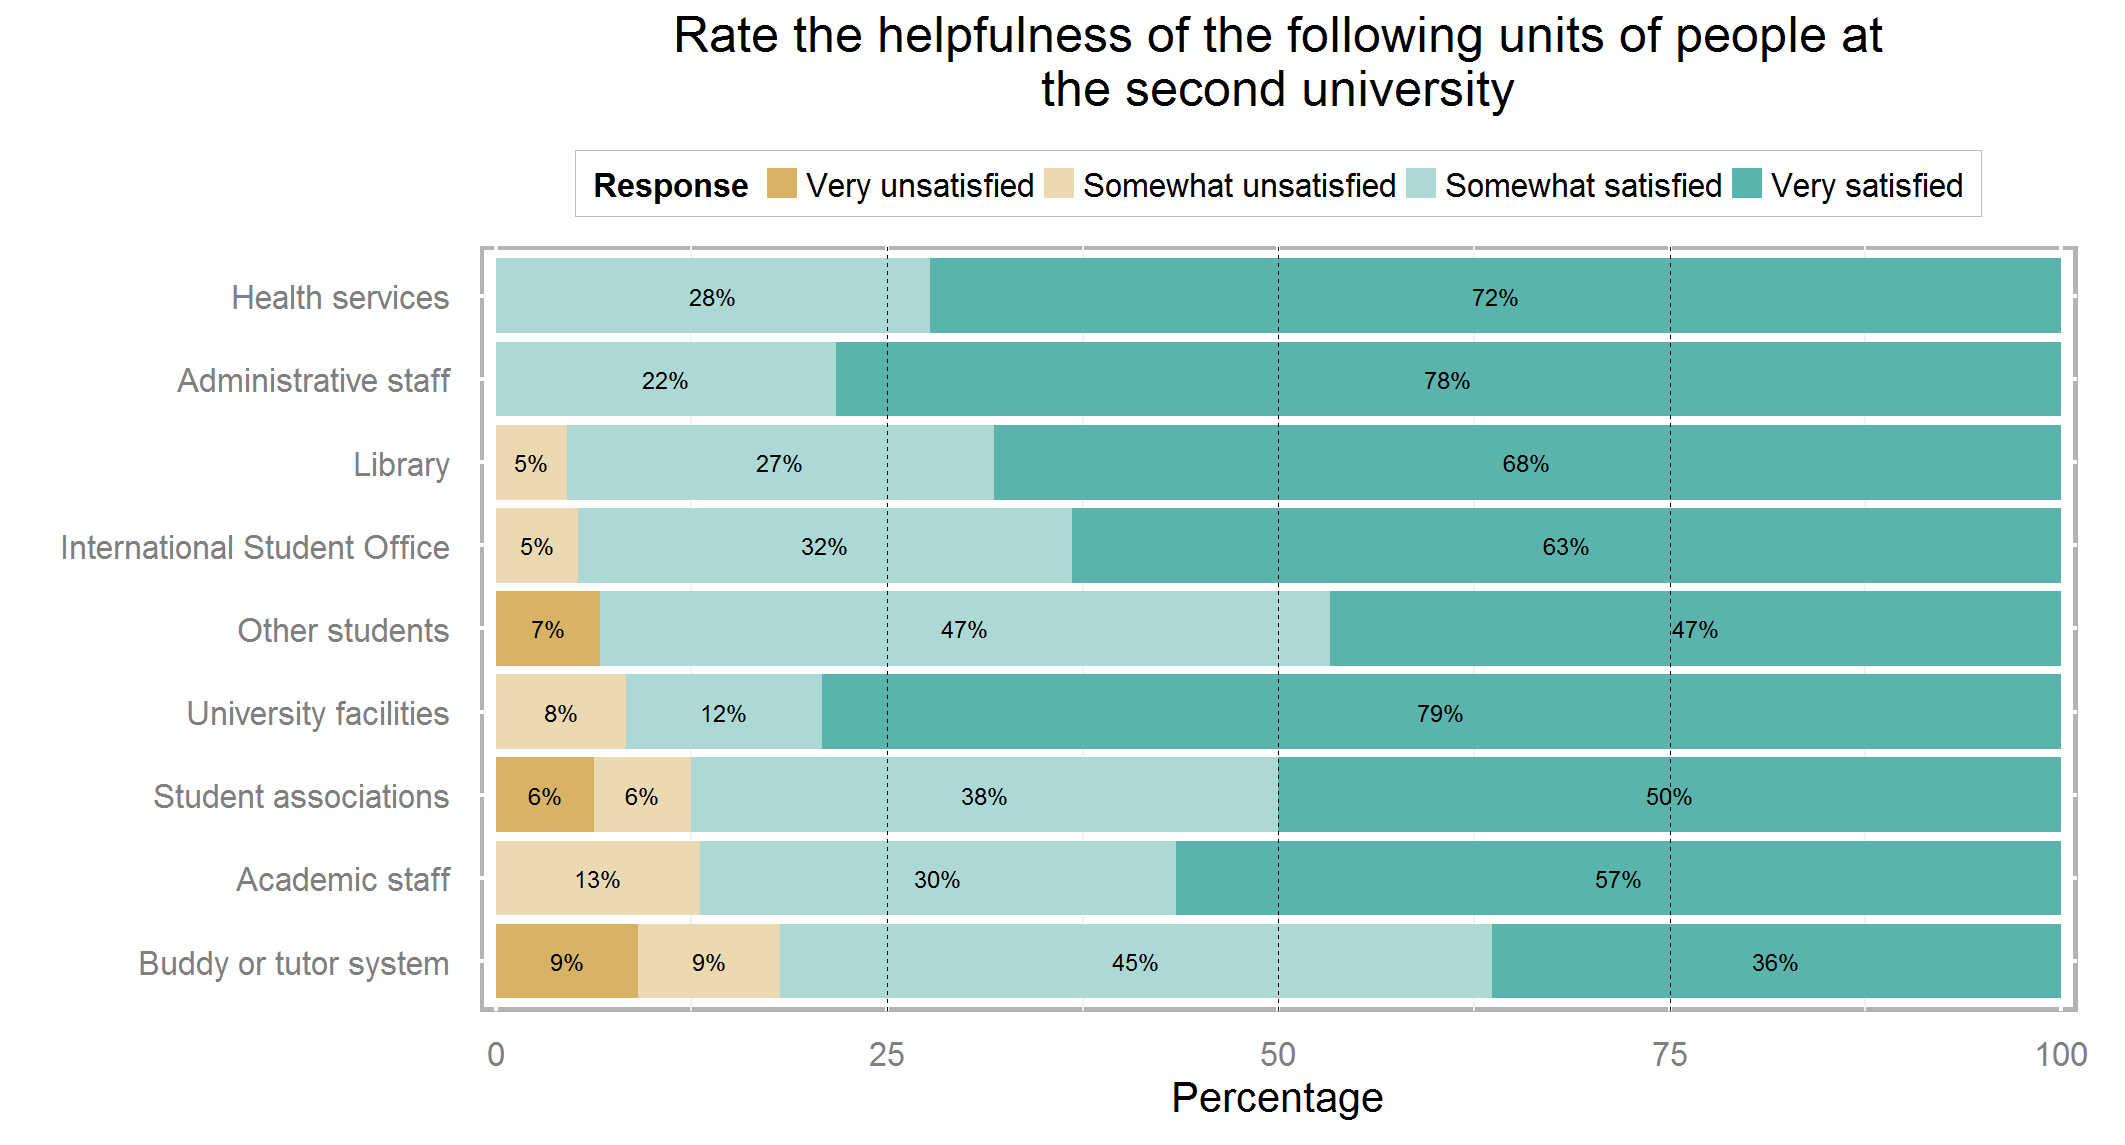 Rate the helpfulness of the following units of people at
the second university
Response Very unsatisfied Somewhat unsatisfied Somewhat satisfied Very satisfied
Health services 28% 72%
Administrative staff 22% 78%
Library 5% 27% 68%
International Student Office 5% 32% 63%
Other students 7% 47% 47%
University facilities 8% 12% 79%
Student associations 6% 6% 38% 50%
Academic staff 13% 30% 57%
Buddy or tutor system 9% 9% 45% 36%
0 25 50 75 100
Percentage